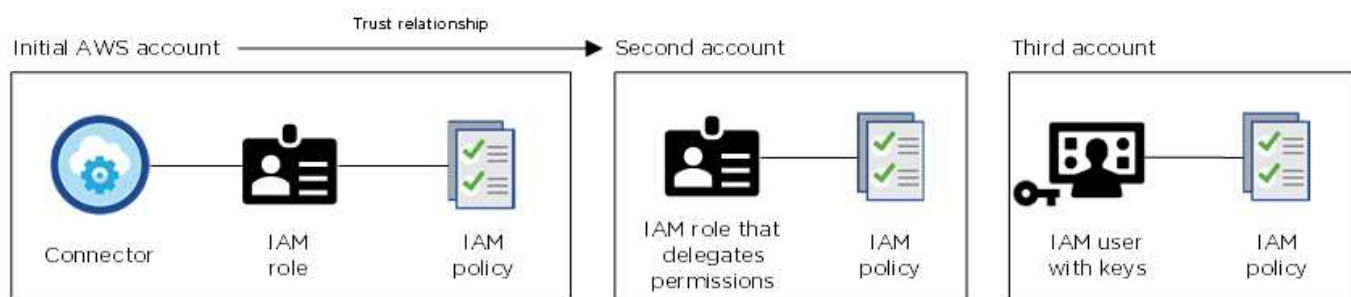 Trust relationship
Initial AWS account
Second account
Third account
Connector
IAM
role
IAM
policy
IAM role that
delegates
permissions
IAM
policy
IAM user
with keys
IAM
policy